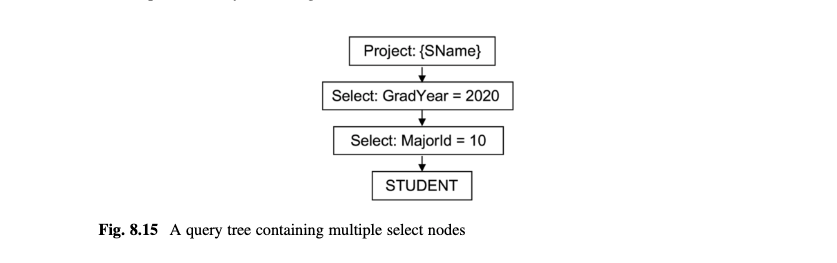 Project: {SName}
Select: GradYear = 2020
Select: MajorId = 10
STUDENT
Fig. 8.15 A query tree containing multiple select nodes